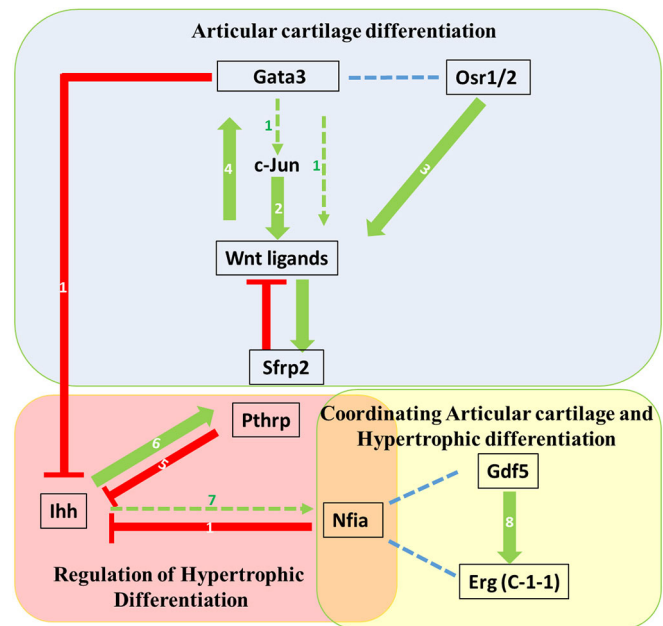 Articular cartilage differentiation
Gata3
Osr1/2
1
4
c-Jun
1
3
2
Wnt ligands
1
Sfrp2
Coordinating Articular cartilage and
Hypertrophic differentiation
Pthrp
6
5
Gdf5
Ihh
7
1
Nfia
8
Regulation of Hypertrophic
Differentiation
Erg (C-1-1)